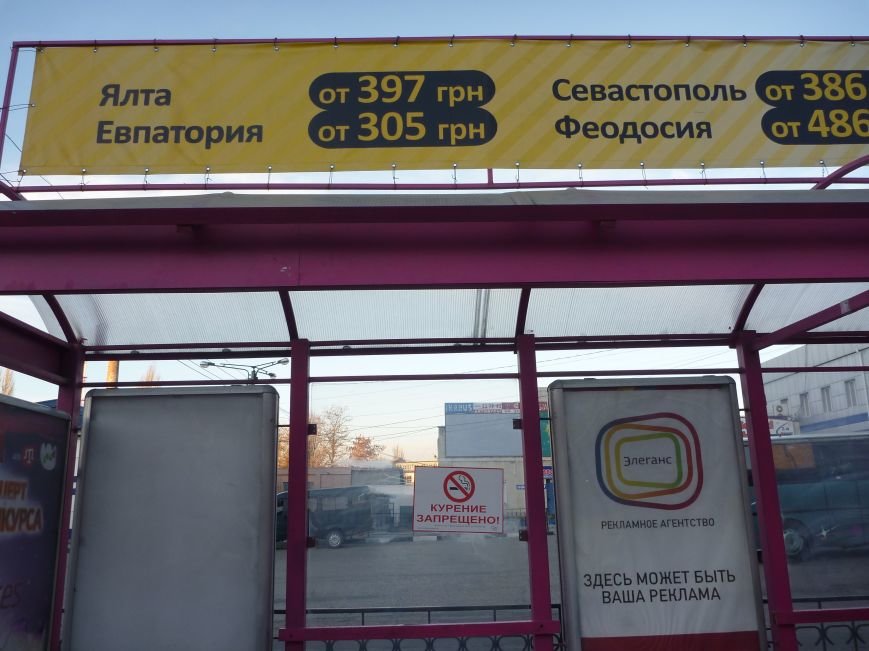 Ялта
от 397 грн
Евпатория
от 305 грн
Севастополь
от 386
Феодосия
от 486
IKARUS
КУРЕНИЕ
ЗАПРЕЩЕНО!
Элеганс
РЕКЛАМНОЕ АГЕНТСТВО
ЗДЕСЬ МОЖЕТ БЫТЬ
ВАША РЕКЛАМА